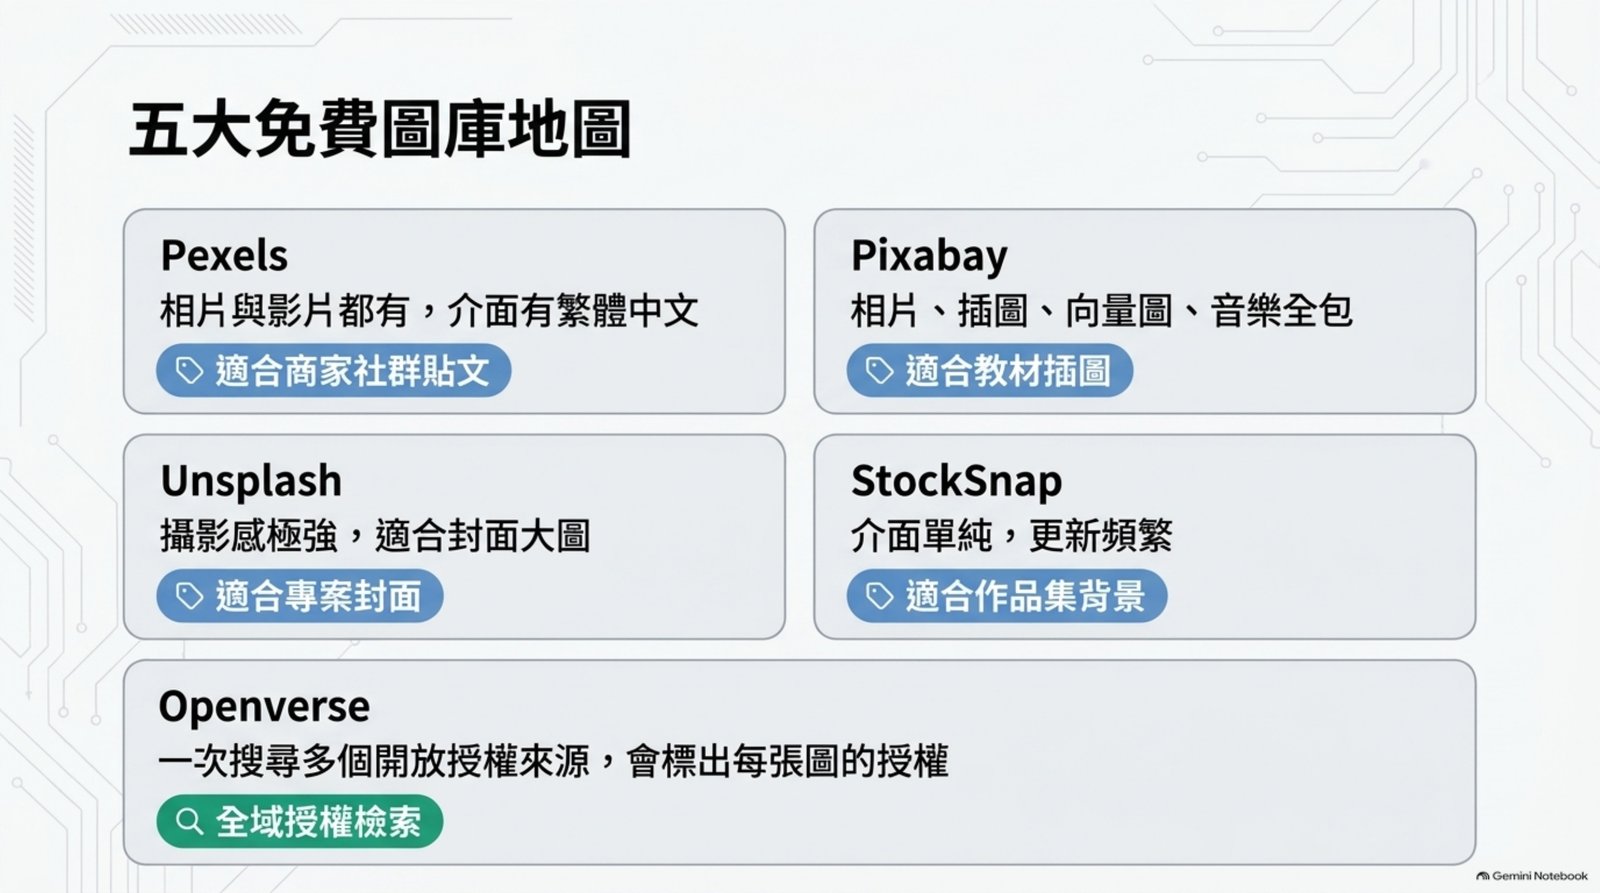 五大免費圖庫地圖
Pexels
相片與影片都有，介面有繁體中文
適合商家社群貼文
Pixabay
相片、插圖、向量圖、音樂全包
適合教材插圖
Unsplash
攝影感極強，適合封面大圖
適合專案封面
StockSnap
介面單純，更新頻繁
適合作品集背景
Openverse
一次搜尋多個開放授權來源，會標出每張圖的授權
全域授權檢索
Gemini Notebook